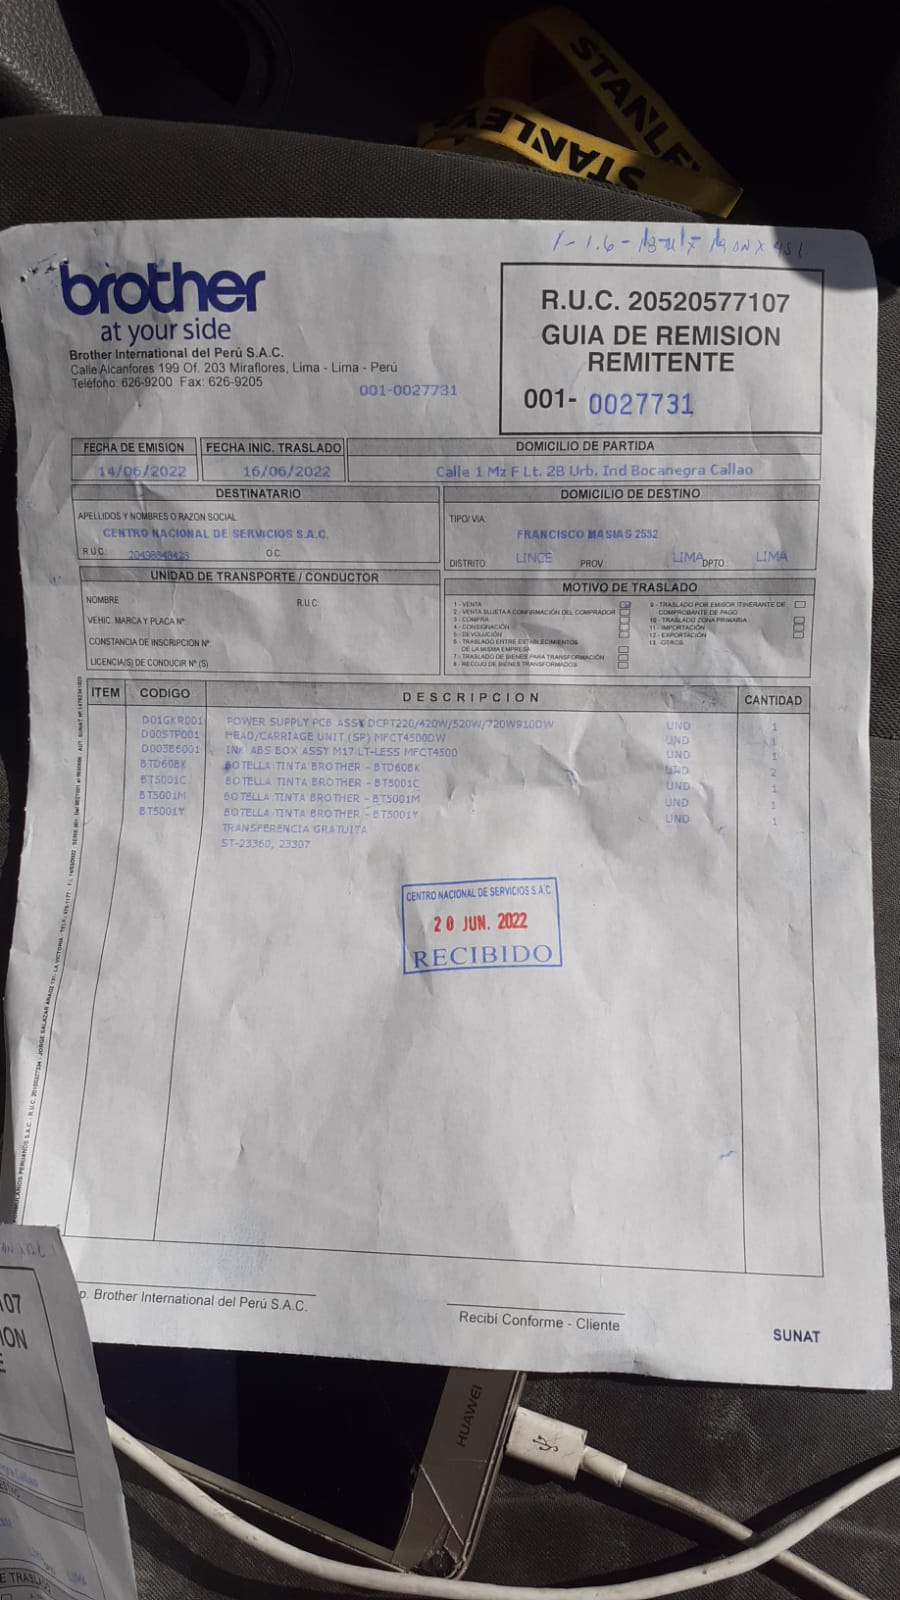 STANLEY
STANLE
brother
at your side
Brother International del Perú S.A.C.
Calle Alcanfores 199 Of. 203 Miraflores, Lima - Lima - Perú
Teléfono: 626-9200 Fax: 626-9205
001-0027731
R.U.C. 20520577107
GUIA DE REMISION
REMITENTE
001- 0027731
FECHA DE EMISION FECHA INIC. TRASLADO DOMICILIO DE PARTIDA
14/06/2022 16/06/2022 Calle 1 Mz F Lt. 2B Urb. Ind Bocanegra Callao
DESTINATARIO DOMICILIO DE DESTINO
APELLIDOS Y NOMBRES O RAZON SOCIAL: TIPO/VIA:
CENTRO NACIONAL DE SERVICIOS S.A.C. FRANCISCO MASIAS 2532
R.U.C. O.C. DISTRITO: LINCE PROV: LIMA DPTO.: LIMA
UNIDAD DE TRANSPORTE / CONDUCTOR
NOMBRE R.U.C.
VEHIC. MARCA Y PLACA Nº
CONSTANCIA DE INSCRIPCION Nº
LICENCIA(S) DE CONDUCIR Nº (S)
MOTIVO DE TRASLADO
1 - VENTA
2 - VENTA SUJETA A CONFIRMACIÓN DEL COMPRADOR
3 - COMPRA
4 - CONSIGNACIÓN
5 - DEVOLUCIÓN
6 - TRASLADO ENTRE ESTABLECIMIENTOS
DE LA MISMA EMPRESA
7 - TRASLADO DE BIENES PARA TRANSFORMACIÓN
8 - RECOJO DE BIENES TRANSFORMADOS
9 - TRASLADO POR EMISOR ITINERANTE DE
COMPROBANTE DE PAGO
10 - TRASLADO ZONA PRIMARIA
11 - IMPORTACIÓN
12 - EXPORTACIÓN
13 OTROS
ITEM CODIGO DESCRIPCION CANTIDAD
D01GKR001 POWER SUPPLY PCB ASSY DCPT220/420W/520W/720W910DW UND 1
D00STP001 HEAD/CARRIAGE UNIT (SP) MFCT4500DW UND 1
D003B6001 INK ABS BOX ASSY M17 LT-LESS MFCT4500 UND 1
BTD60BK BOTELLA TINTA BROTHER - BTD60BK UND 2
BT5001C BOTELLA TINTA BROTHER - BT5001C UND 1
BT5001M BOTELLA TINTA BROTHER - BT5001M UND 1
BT5001Y BOTELLA TINTA BROTHER - BT5001Y UND 1
TRANSFERENCIA GRATUITA
ST-23360, 23307
CENTRO NACIONAL DE SERVICIOS S.A.C
20 JUN. 2022
RECIBIDO
p. Brother International del Perú S.A.C.
Recibí Conforme - Cliente
SUNAT
HUAWEI
107
ION
E
LIMA